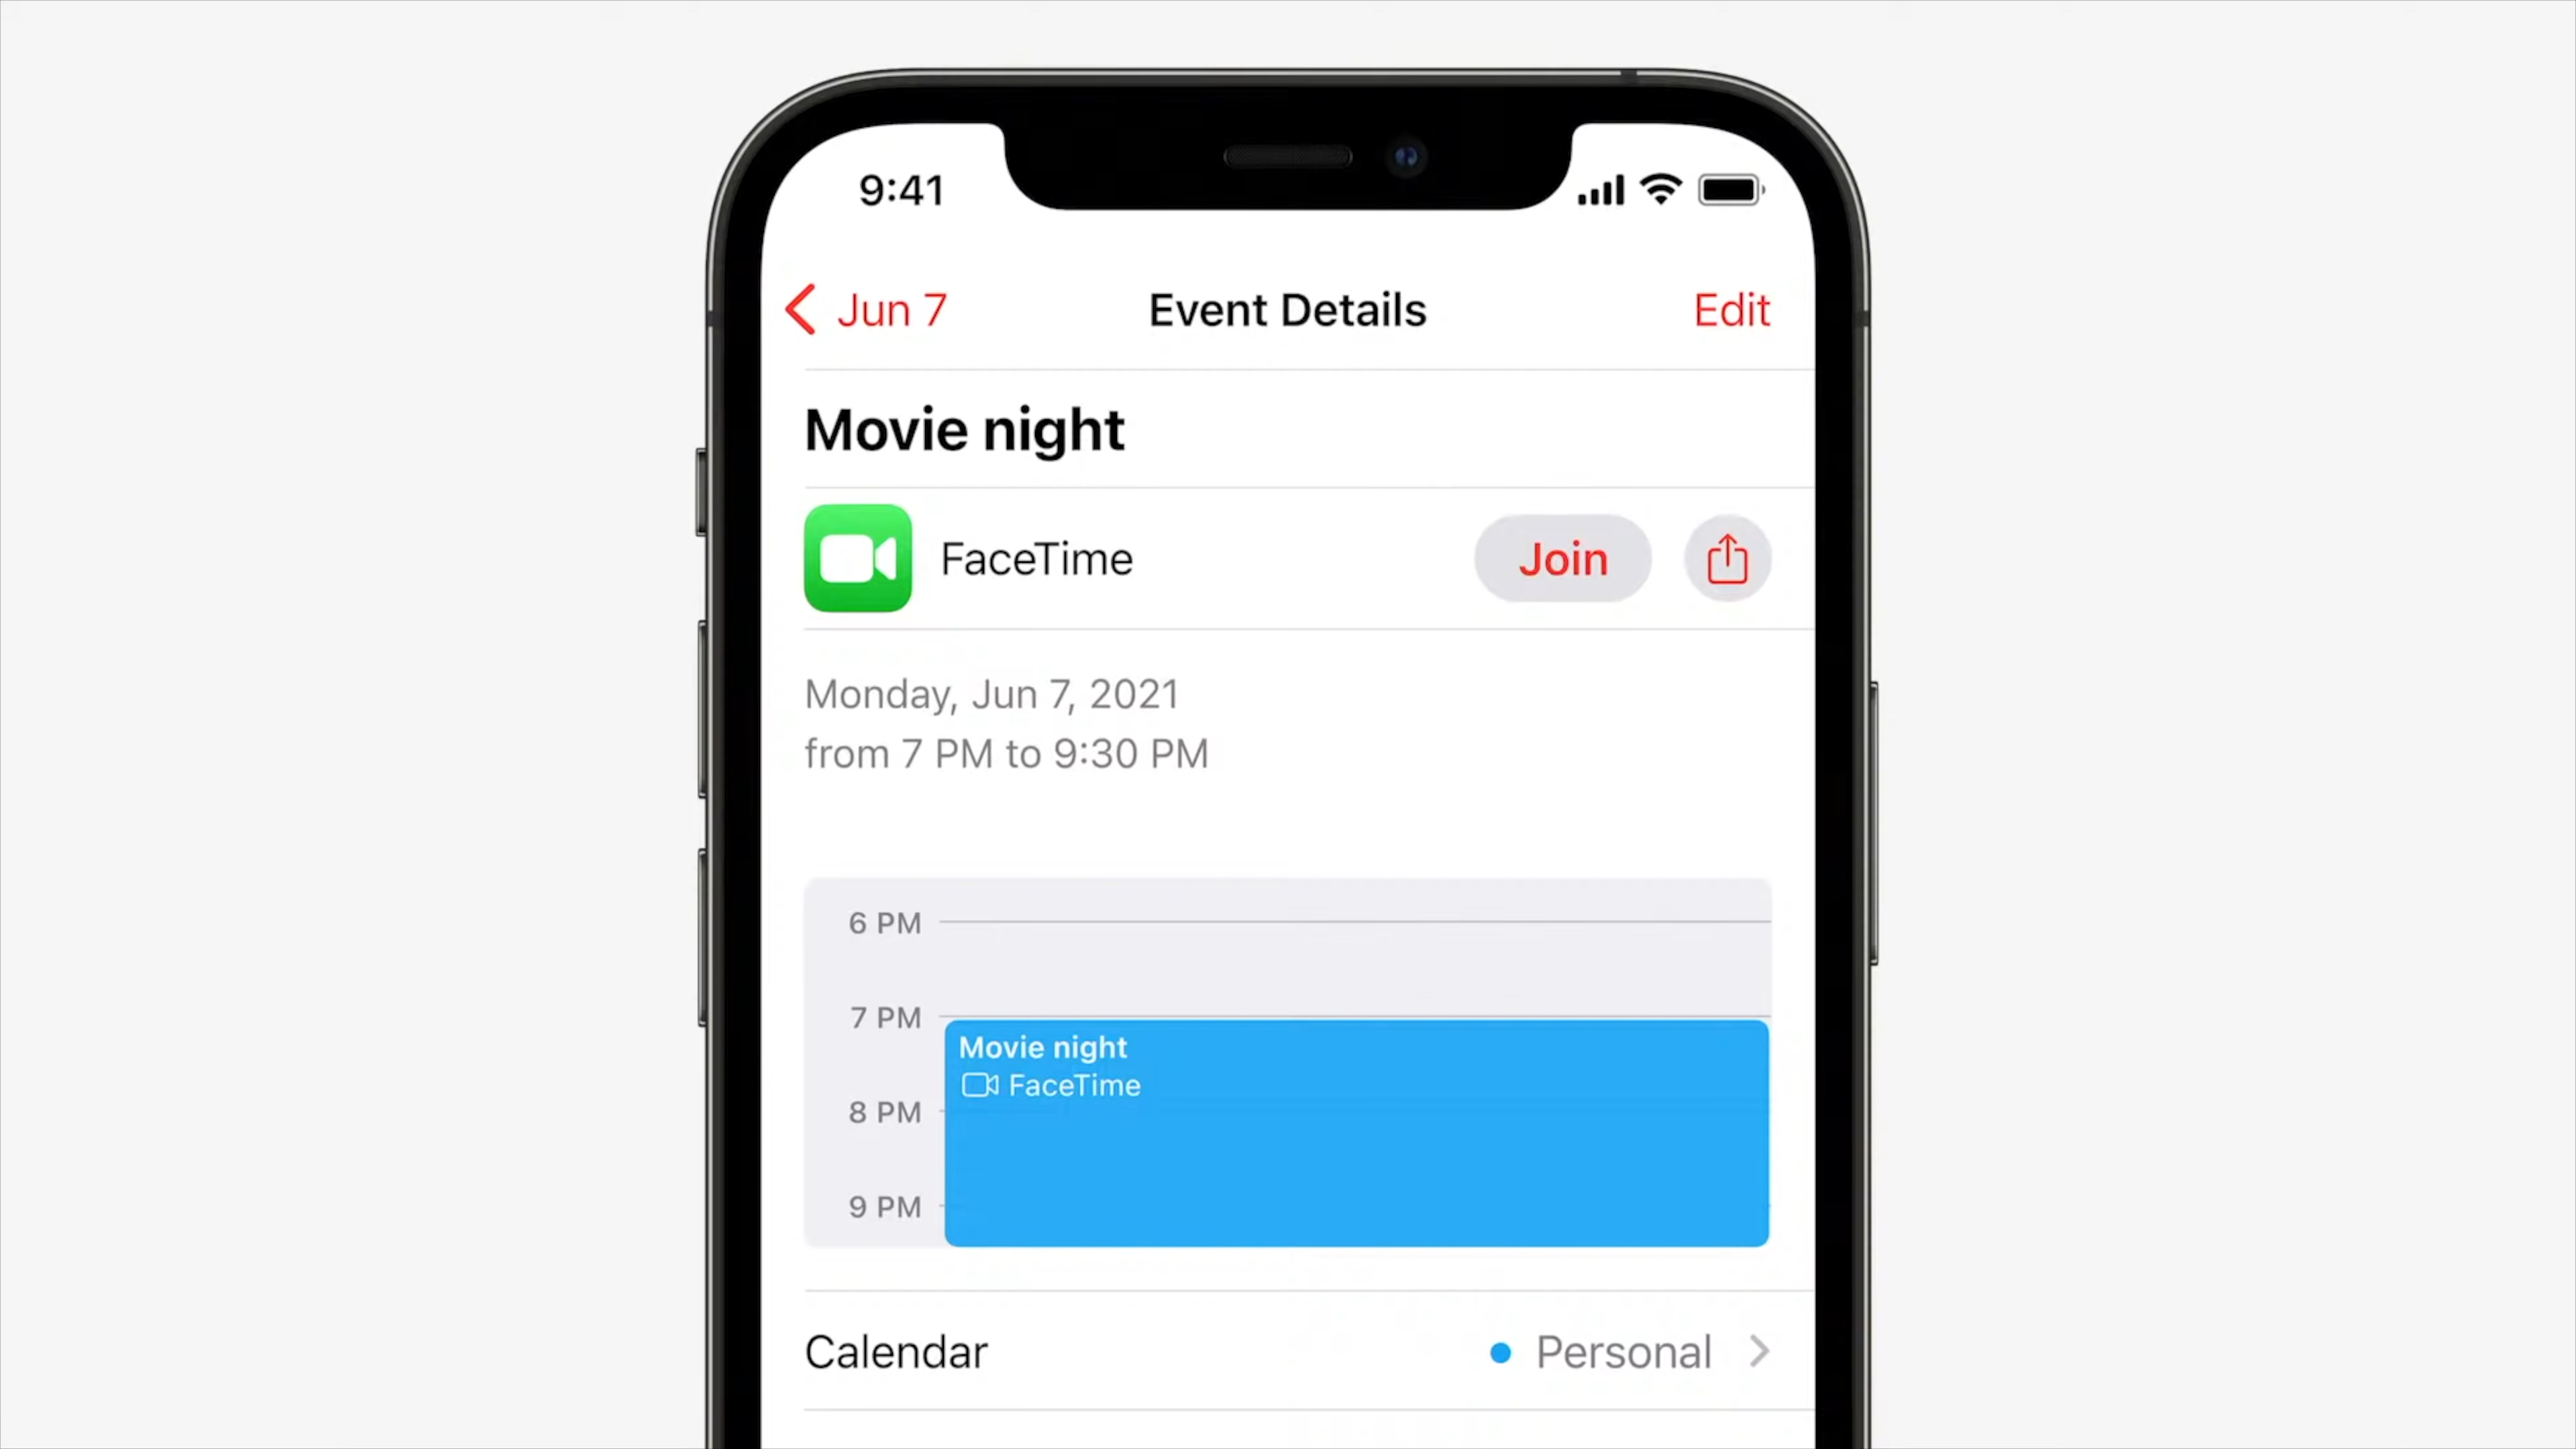 9:41
Jun 7
Event Details
Edit
Movie night
FaceTime
Join
Monday, Jun 7, 2021
from 7 PM to 9:30 PM
6 PM
7 PM
Movie night
FaceTime
8 PM
9 PM
Calendar
Personal